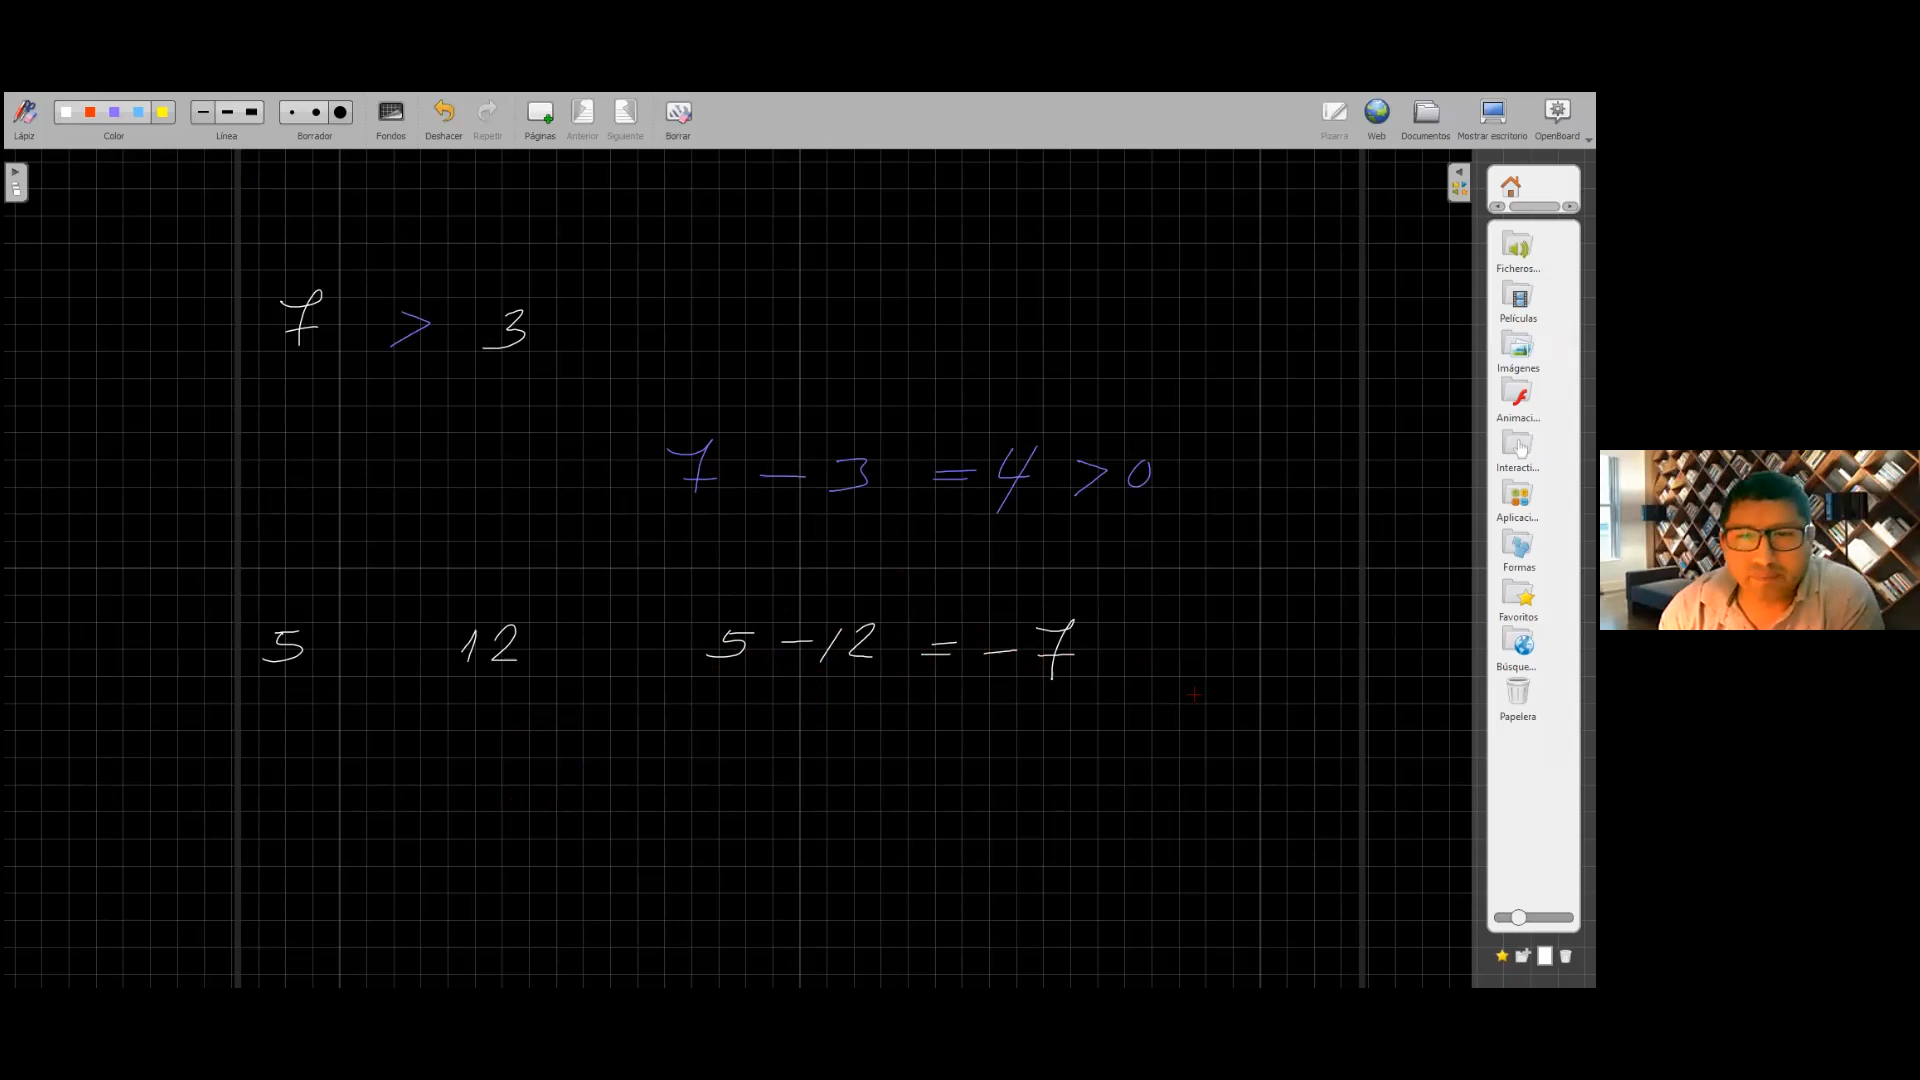 Lápiz Color Línea Borrador Fondos Deshacer Repetir Páginas Anterior Siguiente Borrar Pizarra Web Documentos Mostrar escritorio OpenBoard
7 > 3
7 - 3 = 4 > 0
5 12 5 - 12 = - 7
Ficheros...
Películas
Imágenes
Animaci...
Interacti...
Aplicaci...
Formas
Favoritos
Búsque...
Papelera